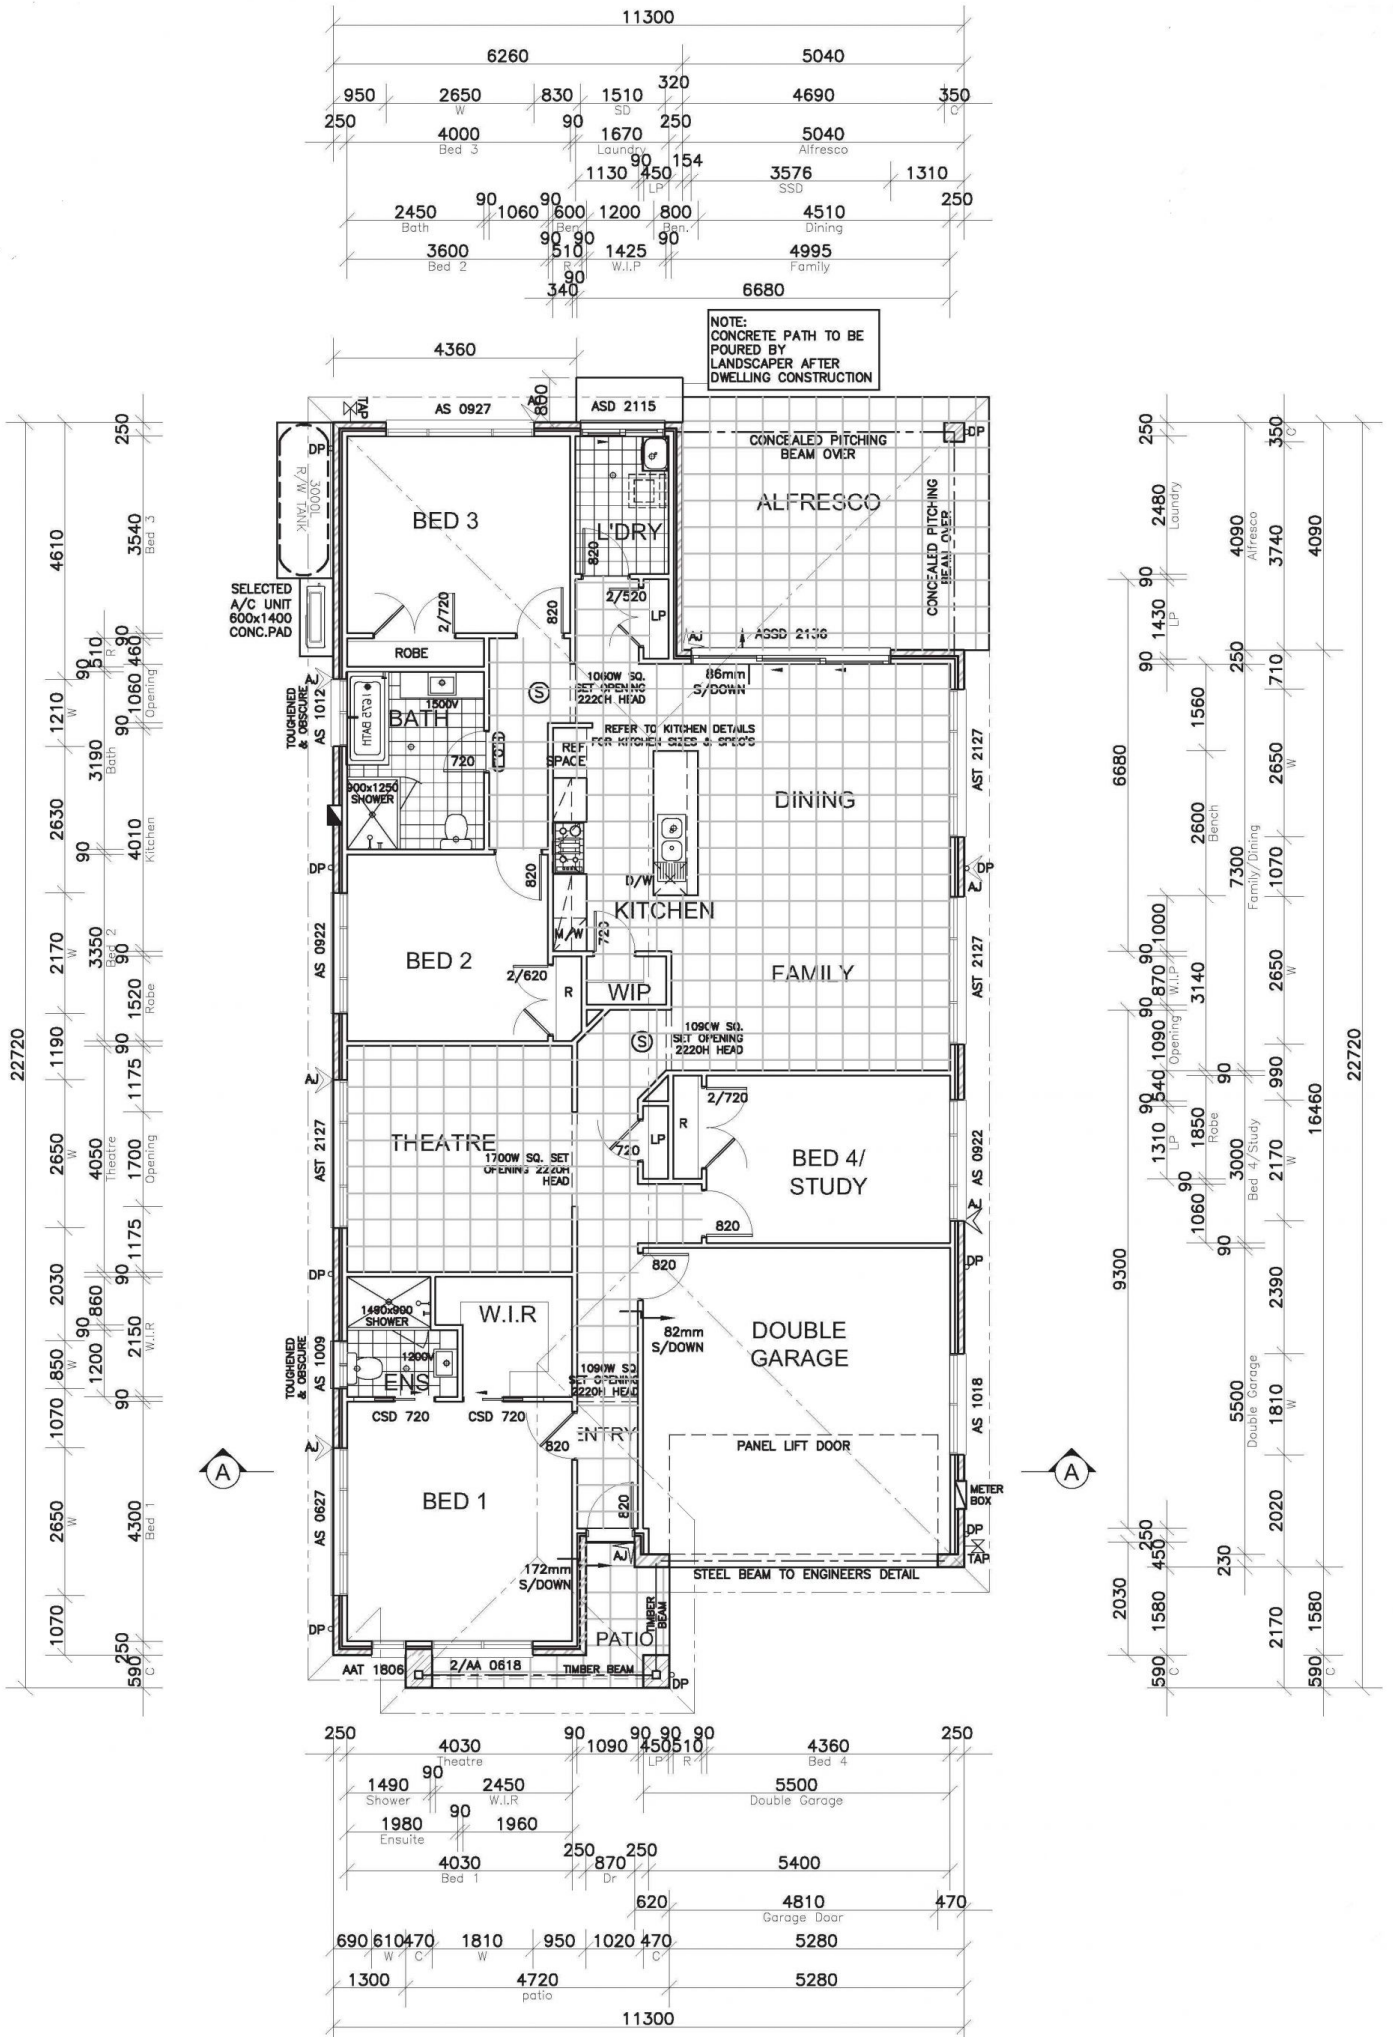 11300
6260 5040
950 2650 830 1510 320 4690 350
W SD C
250 4000 90 1670 250 5040
Bed 3 Laundry Alfresco
1130 90 450 154 3576 1310
LP SSD
2450 90 1060 90 600 1200 800 4510 250
Bath Ben. Ben. Dining
3600 90 510 90 1425 90 4995
Bed 2 R W.I.P Family
340 90 6680
NOTE:
CONCRETE PATH TO BE
POURED BY
LANDSCAPER AFTER
DWELLING CONSTRUCTION
4360
800
TAP
AS 0927
AJ
ASD 2115
DP
CONCEALED PITCHING
BEAM OVER
DP
3000L
R/W TANK
BED 3
L'DRY
820
ALFRESCO
CONCEALED PITCHING
BEAM OVER
SELECTED
A/C UNIT
600x1400
CONC.PAD
2/720
820
2/520
LP
ROBE
AJ
ASSD 2136
86mm
S/DOWN
1060W SQ.
SET OPENING
2220H HEAD
S
AJ
TOUGHENED
& OBSCURE
AS 1012
1675 BATH
1500V
BATH
720
900x1250
SHOWER
REF
SPACE
REFER TO KITCHEN DETAILS
FOR KITCHEN SIZES & SPEC'S
DINING
AST 2127
DP
820
D/W
KITCHEN
DP
AJ
M/W
720
BED 2
AS 0922
2/620
R
WIP
FAMILY
AST 2127
S
1090W SQ.
SET OPENING
2220H HEAD
AJ
THEATRE
AST 2127
1700W SQ. SET
OPENING 2220H
HEAD
720
LP
R
2/720
BED 4/
STUDY
AS 0922
AJ
820
DP
DP
820
1490x900
SHOWER
W.I.R
82mm
S/DOWN
DOUBLE
GARAGE
TOUGHENED
& OBSCURE
AS 1009
1200V
ENS
1090W SQ.
SET OPENING
2220H HEAD
AS 1018
CSD 720
CSD 720
AJ
820
ENTRY
PANEL LIFT DOOR
A
A
BED 1
AS 0627
820
METER
BOX
DP
TAP
AJ
172mm
S/DOWN
STEEL BEAM TO ENGINEERS DETAIL
TIMBER
BEAM
DP
PATIO
AAT 1806
2/AA 0618
TIMBER BEAM
DP
22720
4610
1210
W
2630
2170
W
1190
2650
W
2030
850
W
1070
2650
W
1070
510
R
90
3190
Bath
90
3350
Bed 2
90
4050
Theatre
90
860
90
1200
250
3540
Bed 3
90
460
1060
Opening
90
4010
Kitchen
90
1520
Robe
90
1175
1700
Opening
1175
90
2150
W.I.R
90
4300
Bed 1
250
590
C
6680
9300
2030
250
2480
Laundry
90
1430
LP
90
1000
90
870
W.I.P
90
1090
Opening
540
90
1310
LP
250
450
1580
590
C
1560
2600
Bench
3140
1850
Robe
90
1060
4090
Alfresco
250
7300
Family/Dining
90
3000
Bed 4/Study
90
5500
Double Garage
230
350
C
3740
710
2650
W
1070
2650
W
990
2170
W
2390
1810
W
2020
2170
4090
16460
1580
590
C
22720
250 4030 90 1090 90 450 90 510 90 4360 250
Theatre LP R Bed 4
1490 90 2450 5500
Shower W.I.R Double Garage
1980 90 1960
Ensuite
4030 250 870 250 5400
Bed 1 Dr
620 4810 470
Garage Door
690 610 470 1810 950 1020 470 5280
W C W C
1300 4720 5280
patio
11300